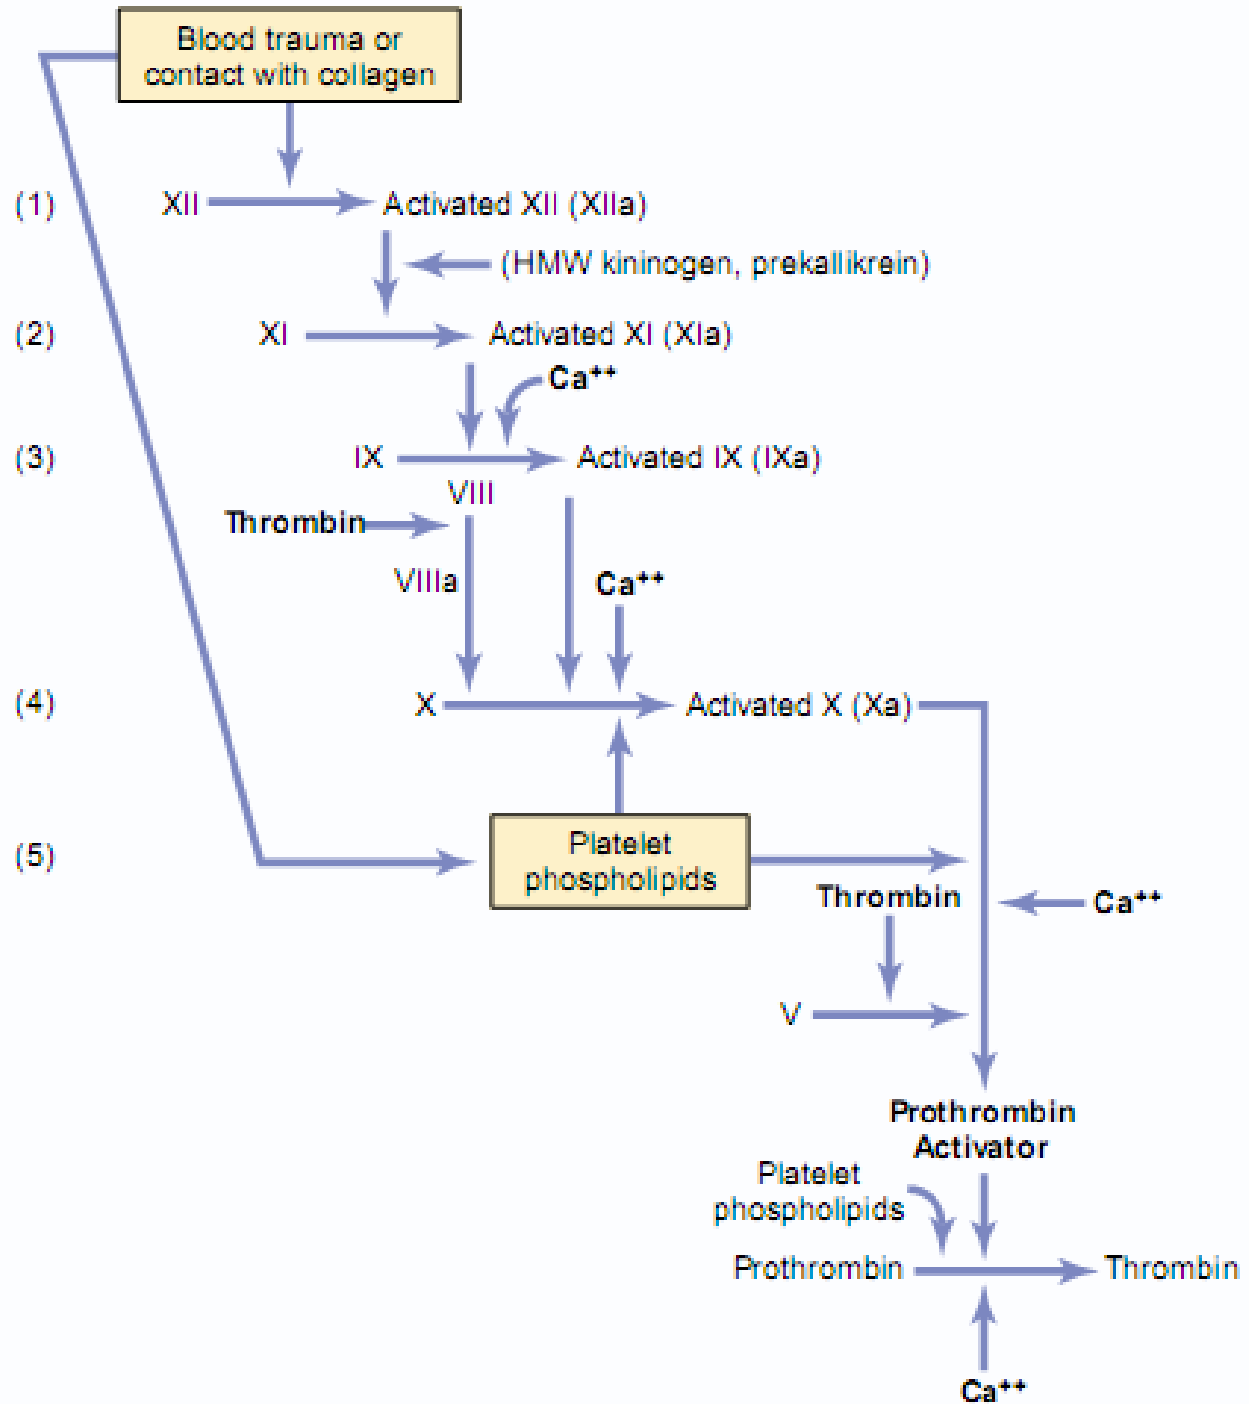 Blood trauma or
contact with collagen
(1) XII Activated XII (XIIa)
(HMW kininogen, prekallikrein)
(2) XI Activated XI (XIa)
Ca++
(3) IX Activated IX (IXa)
VIII
Thrombin
VIIIa Ca++
(4) X Activated X (Xa)
(5) Platelet
phospholipids
Thrombin Ca++
V
Prothrombin
Activator
Platelet
phospholipids
Prothrombin Thrombin
Ca++